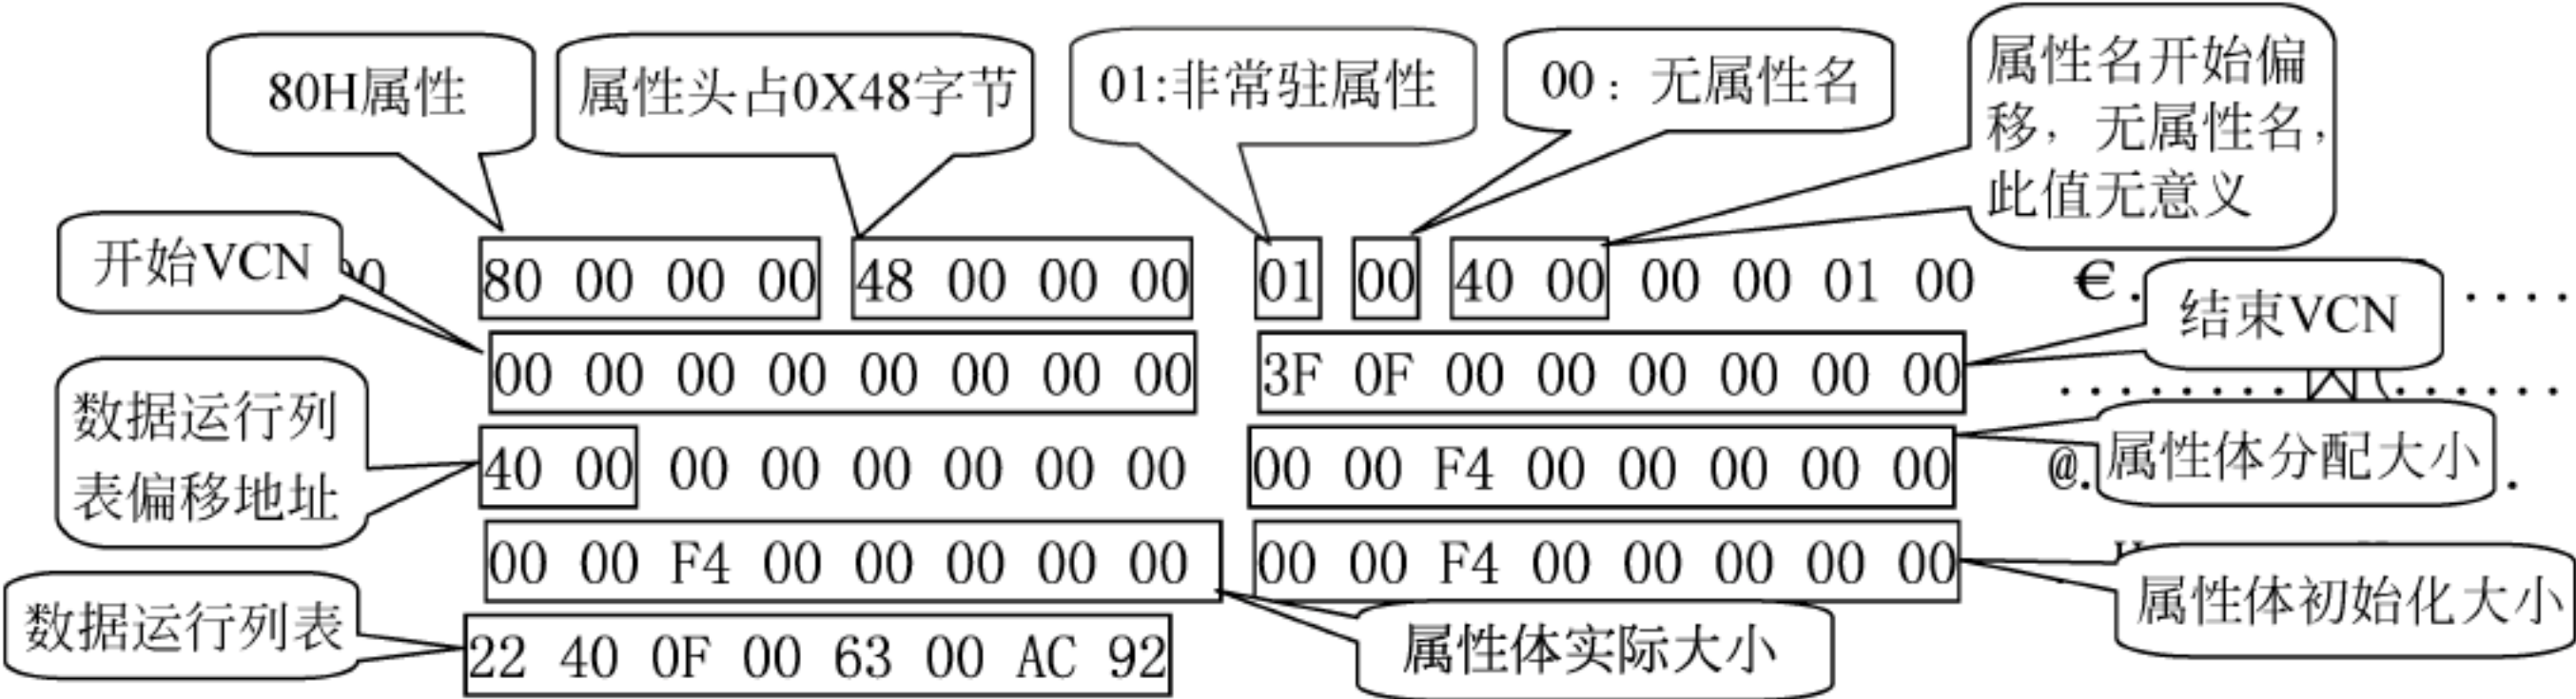 80H属性
属性头占0X48字节
01:非常驻属性
00：无属性名
属性名开始偏
移，无属性名，
此值无意义
开始VCN
80 00 00 00 48 00 00 00 01 00 40 00 00 00 01 00 €.
....
结束VCN
00 00 00 00 00 00 00 00 3F 0F 00 00 00 00 00 00
数据运行列
表偏移地址
40 00 00 00 00 00 00 00 00 00 F4 00 00 00 00 00 @.
属性体分配大小
00 00 F4 00 00 00 00 00 00 00 F4 00 00 00 00 00
属性体初始化大小
数据运行列表
22 40 0F 00 63 00 AC 92
属性体实际大小